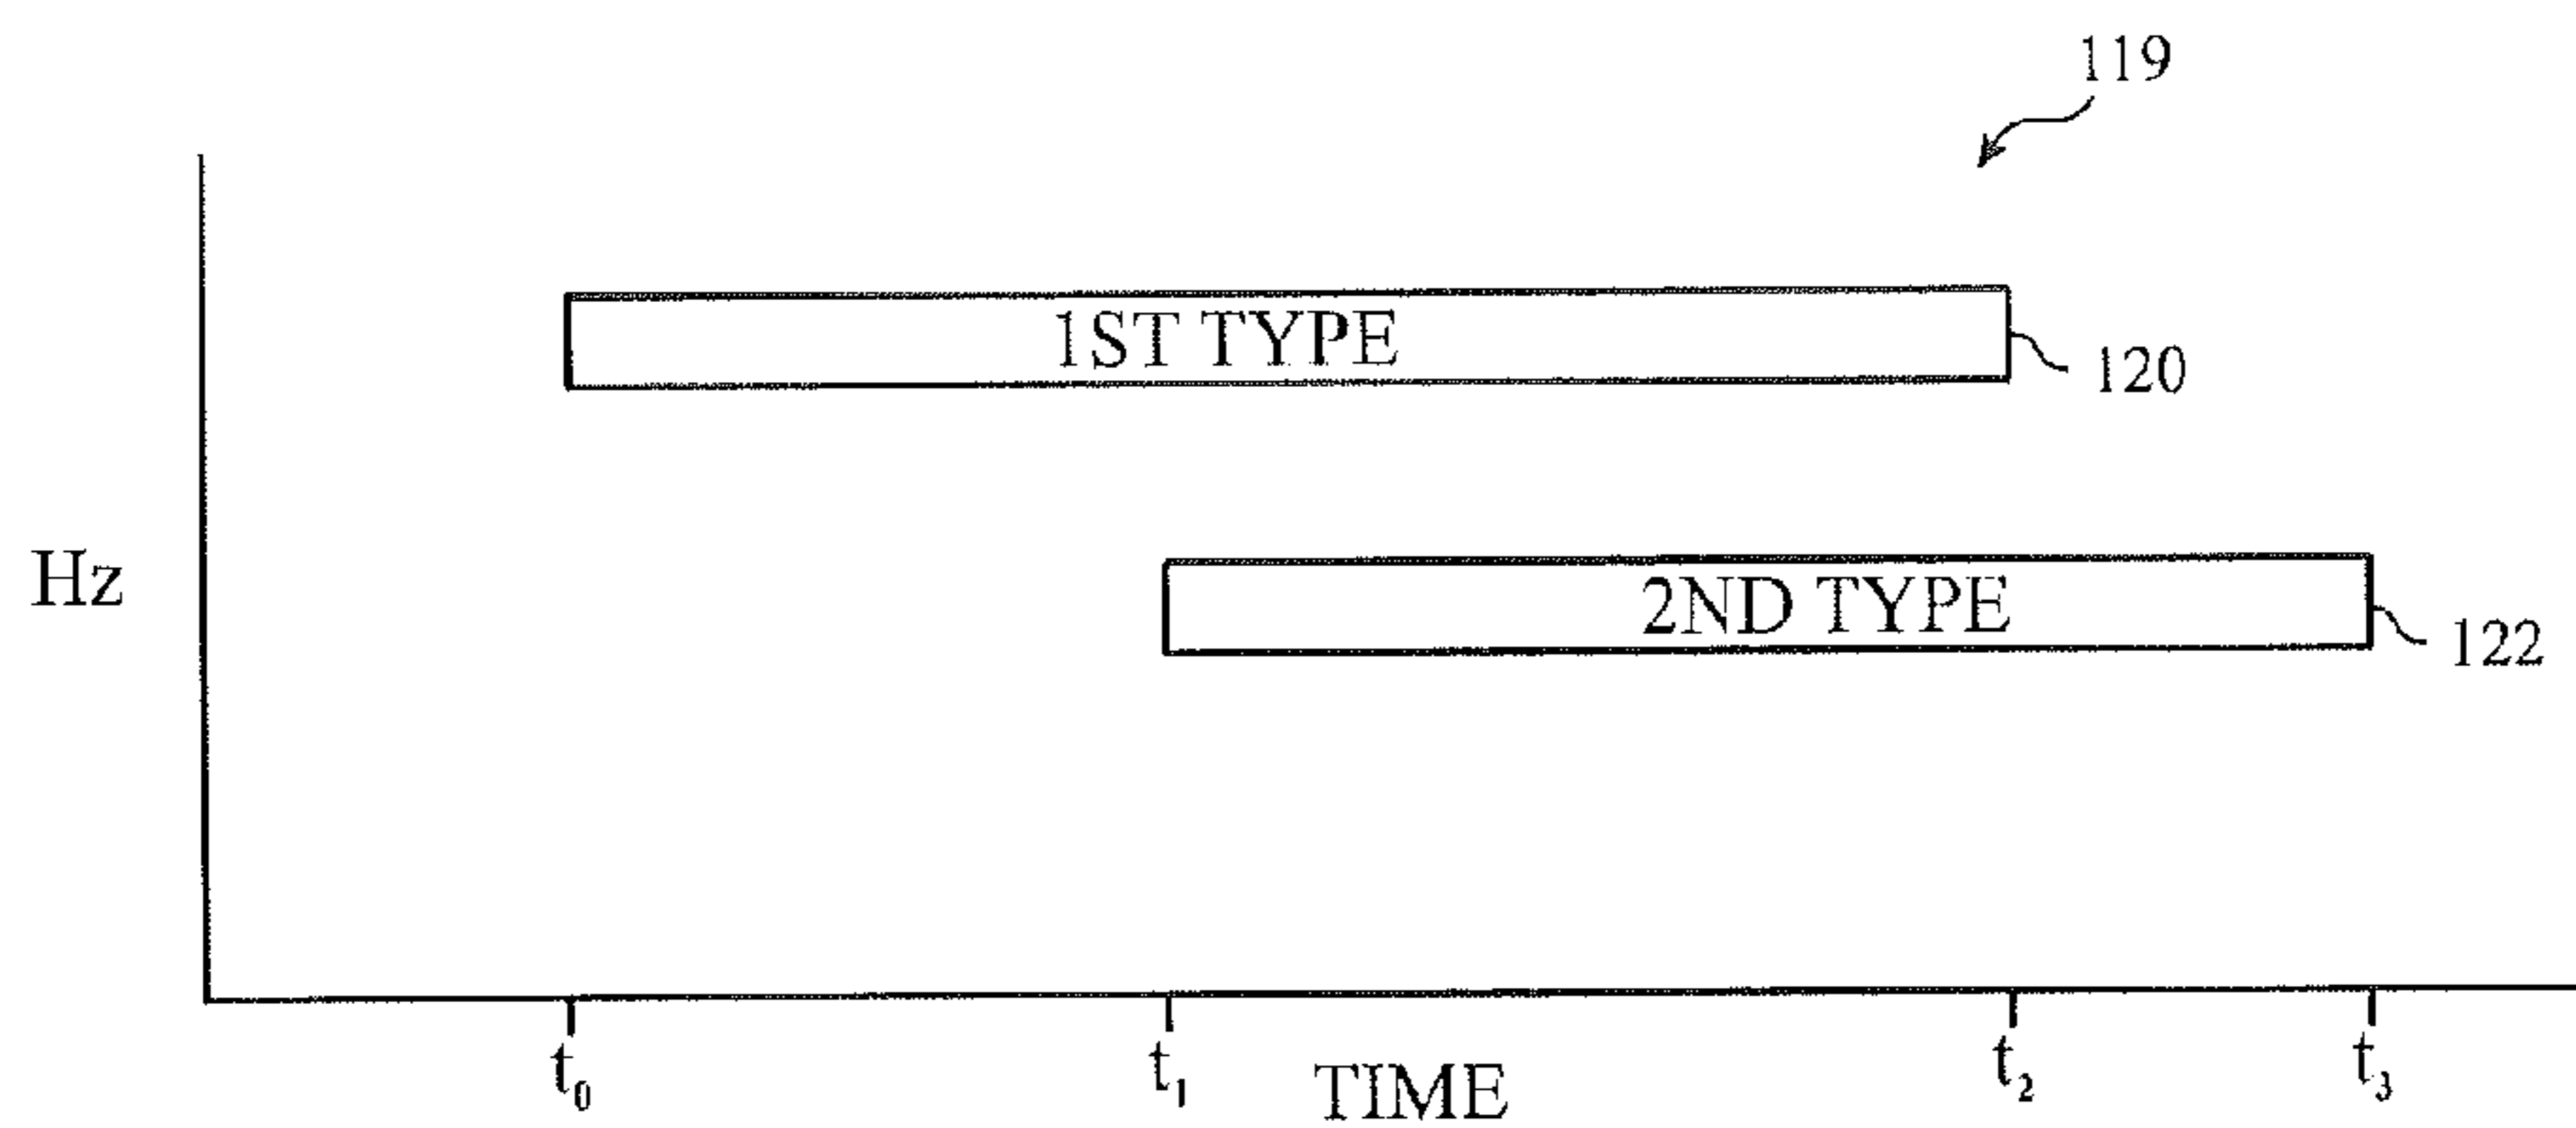 119
1ST TYPE
120
Hz
2ND TYPE
122
t₀ t₁ t₂ t₃
TIME